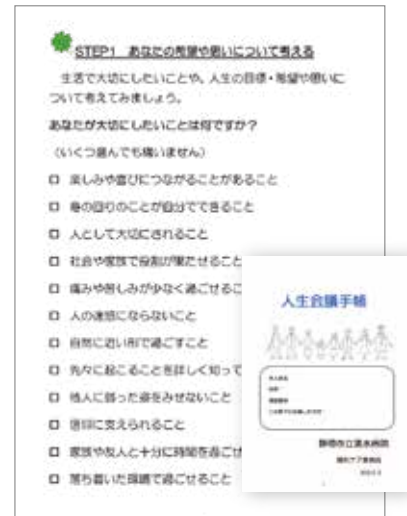 STEP1 あなたの希望や思いについて考える
生活で大切にしたいことや、人生の目標・希望や思いに
ついて考えてみましょう。
あなたが大切にしたいことは何ですか？
（いくつ選んでも構いません）
□ 楽しみや喜びにつながることがあること
□ 身の回りのことが自分でできること
□ 人として大切にされること
□ 社会や家族で役割が果たせること
□ 痛みや苦しみが少なく過ごせるこ
□ 人の迷惑にならないこと
□ 自然に近い形で過ごすこと
□ 先々に起こることを詳しく知って
□ 他人に弱った姿をみせないこと
□ 信仰に支えられること
□ 家族や友人と十分に時間を過ごせ
□ 落ち着いた環境で過ごせること
人生会議手帳
静岡市立清水病院